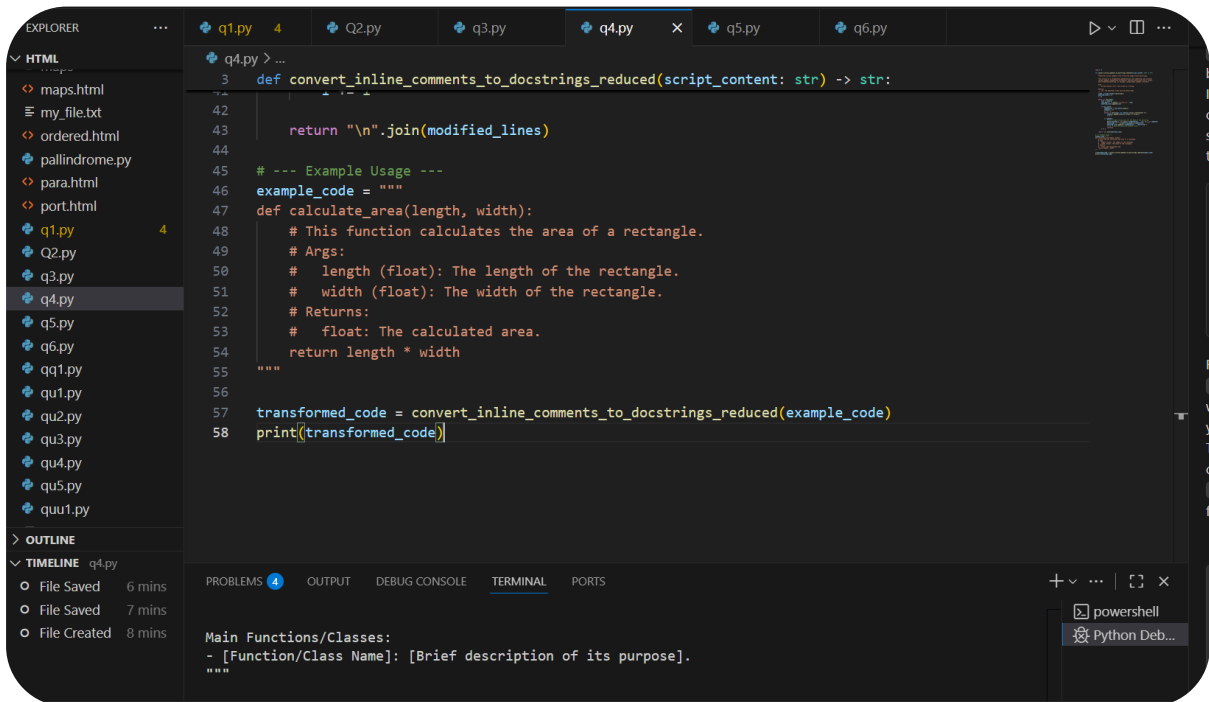 EXPLORER ···
HTML
maps.html
my_file.txt
ordered.html
pallindrome.py
para.html
port.html
q1.py 4
Q2.py
q3.py
q4.py
q5.py
q6.py
qq1.py
qu1.py
qu2.py
qu3.py
qu4.py
qu5.py
quu1.py
OUTLINE
TIMELINE q4.py
File Saved 6 mins
File Saved 7 mins
File Created 8 mins
q1.py 4 Q2.py q3.py q4.py q5.py q6.py
q4.py > ...
3 def convert_inline_comments_to_docstrings_reduced(script_content: str) -> str:
42
43 return "\n".join(modified_lines)
44
45 # --- Example Usage ---
46 example_code = """
47 def calculate_area(length, width):
48 # This function calculates the area of a rectangle.
49 # Args:
50 #   length (float): The length of the rectangle.
51 #   width (float): The width of the rectangle.
52 # Returns:
53 #   float: The calculated area.
54 return length * width
55 """
56
57 transformed_code = convert_inline_comments_to_docstrings_reduced(example_code)
58 print(transformed_code)
PROBLEMS 4 OUTPUT DEBUG CONSOLE TERMINAL PORTS
Main Functions/Classes:
- [Function/Class Name]: [Brief description of its purpose].
"""
powershell
Python Deb...